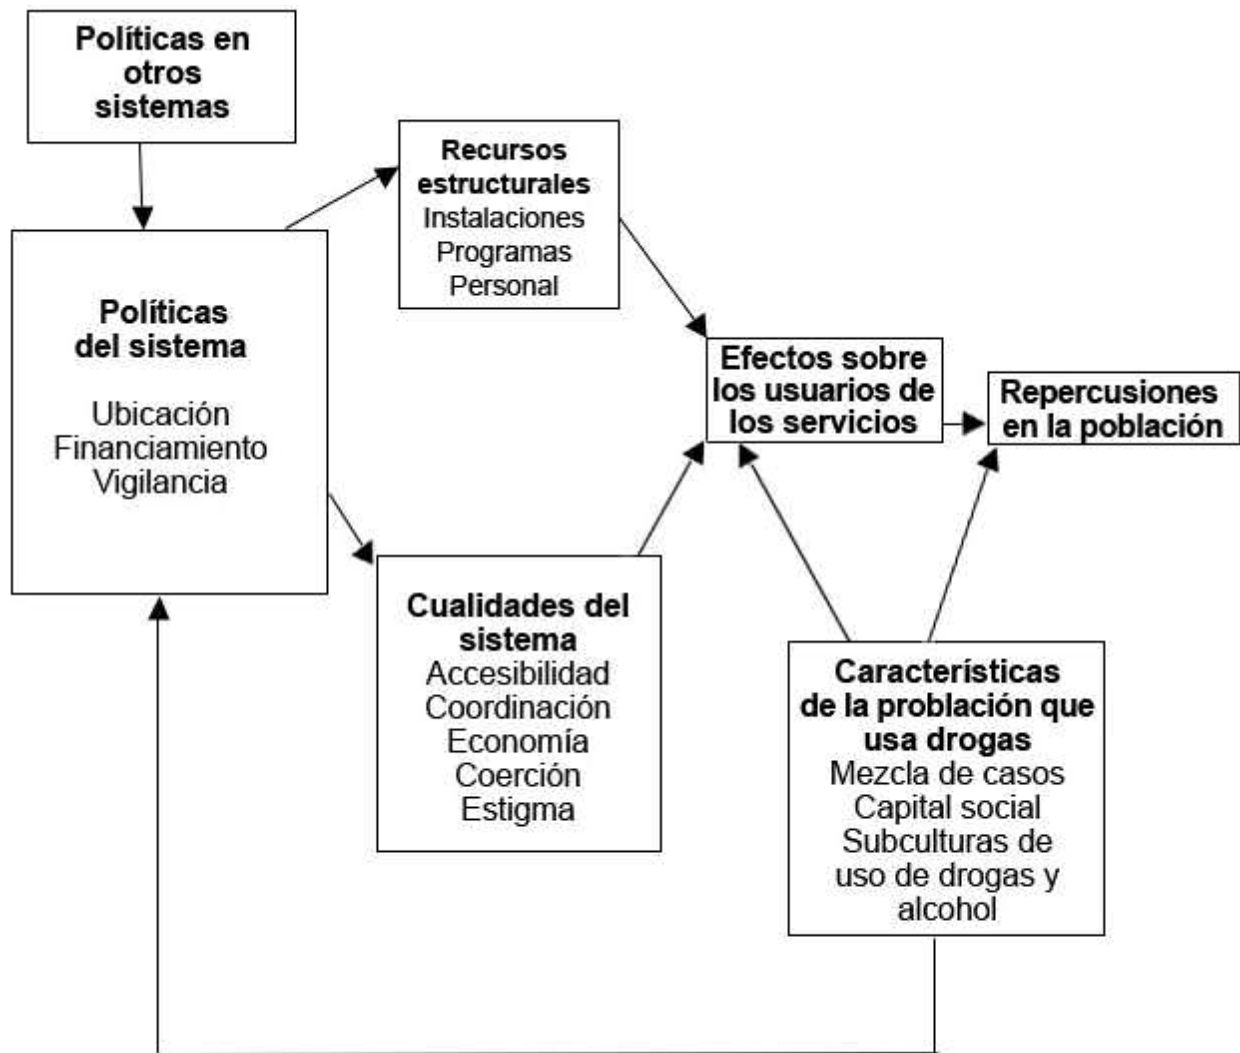 Políticas en
otros
sistemas
Recursos
estructurales
Instalaciones
Programas
Personal
Políticas
del sistema
Ubicación
Financiamiento
Vigilancia
Efectos sobre
los usuarios de
los servicios
Repercusiones
en la población
Cualidades del
sistema
Accesibilidad
Coordinación
Economía
Coerción
Estigma
Característícas
de la problación que
usa drogas
Mezcla de casos
Capital social
Subculturas de
uso de drogas y
alcohol